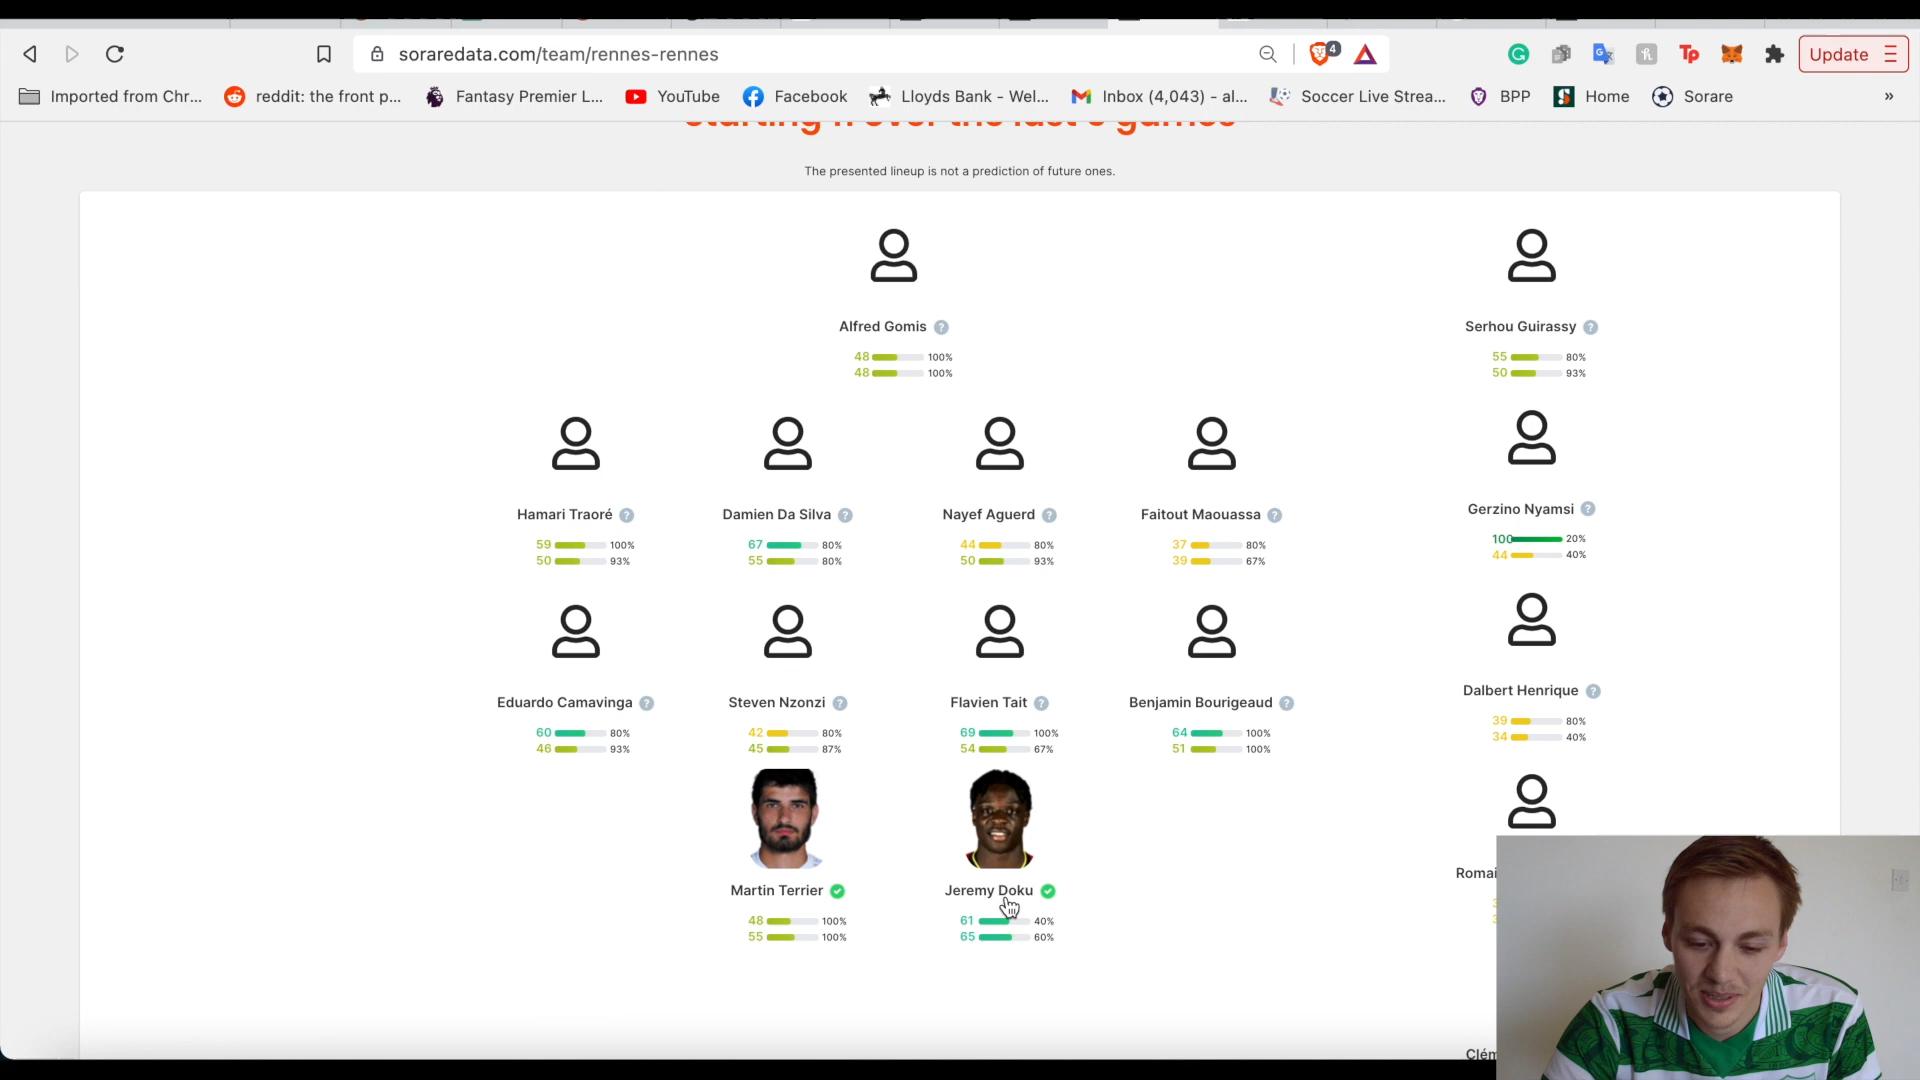 soraredata.com/team/rennes-rennes
4
Update
Imported from Chr...
reddit: the front p...
Fantasy Premier L...
YouTube
Facebook
Lloyds Bank - Wel...
Inbox (4,043) - al...
Soccer Live Strea...
BPP
Home
Sorare
»
The presented lineup is not a prediction of future ones.
Alfred Gomis ?
48 100%
48 100%
Serhou Guirassy ?
55 80%
50 93%
Hamari Traoré ?
59 100%
50 93%
Damien Da Silva ?
67 80%
55 80%
Nayef Aguerd ?
44 80%
50 93%
Faitout Maouassa ?
37 80%
39 67%
Gerzino Nyamsi ?
100 20%
44 40%
Eduardo Camavinga ?
60 80%
46 93%
Steven Nzonzi ?
42 80%
45 87%
Flavien Tait ?
69 100%
54 67%
Benjamin Bourigeaud ?
64 100%
51 100%
Dalbert Henrique ?
39 80%
34 40%
Martin Terrier
48 100%
55 100%
Jeremy Doku
61 40%
65 60%
Romai
Clém